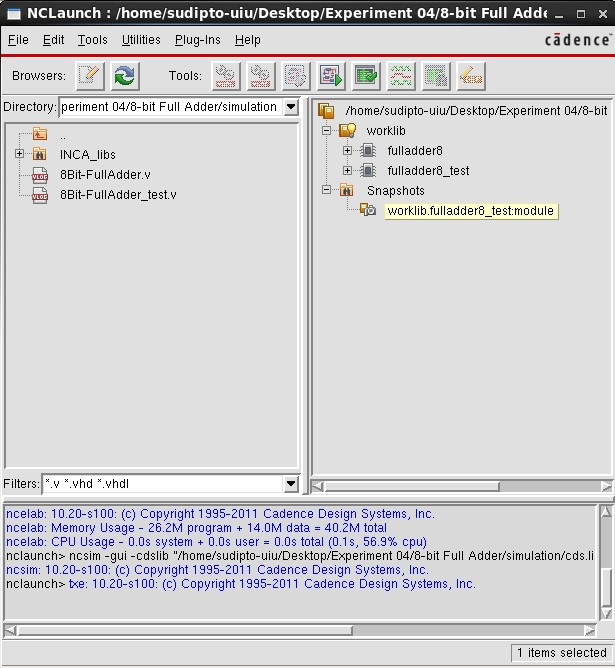 NCLaunch : /home/sudipto-uiu/Desktop/Experiment 04/8-bit Full Adde
File Edit Tools Utilities Plug-Ins Help
cādence
Browsers: Tools:
Directory: periment 04/8-bit Full Adder/simulation
..
INCA_libs
8Bit-FullAdder.v
8Bit-FullAdder_test.v
/home/sudipto-uiu/Desktop/Experiment 04/8-bit
worklib
fulladder8
fulladder8_test
Snapshots
worklib.fulladder8_test:module
Filters: *.v *.vhd *.vhdl
ncelab: 10.20-s100: (c) Copyright 1995-2011 Cadence Design Systems, Inc.
ncelab: Memory Usage - 26.2M program + 14.0M data = 40.2M total
ncelab: CPU Usage - 0.0s system + 0.0s user = 0.0s total (0.1s, 56.9% cpu)
nclaunch> ncsim -gui -cdslib "/home/sudipto-uiu/Desktop/Experiment 04/8-bit Full Adder/simulation/cds.li
ncsim: 10.20-s100: (c) Copyright 1995-2011 Cadence Design Systems, Inc.
nclaunch> txe: 10.20-s100: (c) Copyright 1995-2011 Cadence Design Systems, Inc.
1 items selected